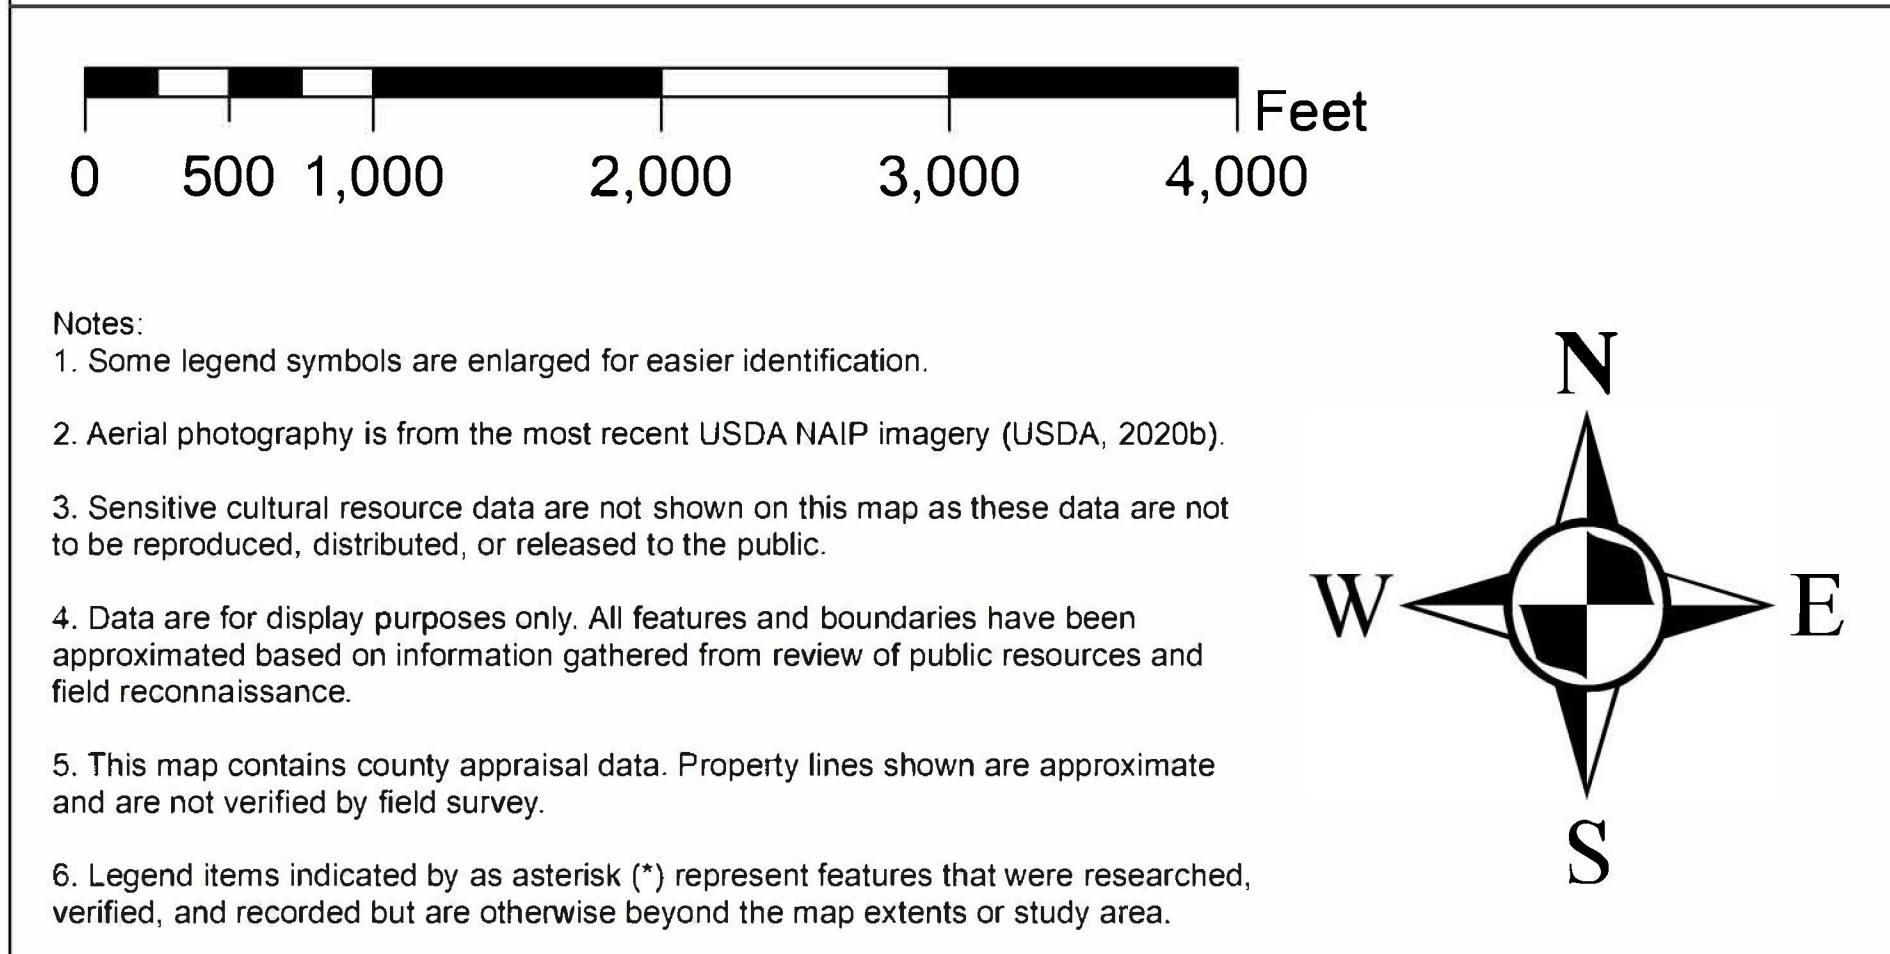 Feet
0 500 1,000 2,000 3,000 4,000
Notes:
1. Some legend symbols are enlarged for easier identification.
2. Aerial photography is from the most recent USDA NAIP imagery (USDA, 2020b).
3. Sensitive cultural resource data are not shown on this map as these data are not
to be reproduced, distributed, or released to the public.
4. Data are for display purposes only. All features and boundaries have been
approximated based on information gathered from review of public resources and
field reconnaissance.
5. This map contains county appraisal data. Property lines shown are approximate
and are not verified by field survey.
6. Legend items indicated by as asterisk (*) represent features that were researched,
verified, and recorded but are otherwise beyond the map extents or study area.
N
W E
S